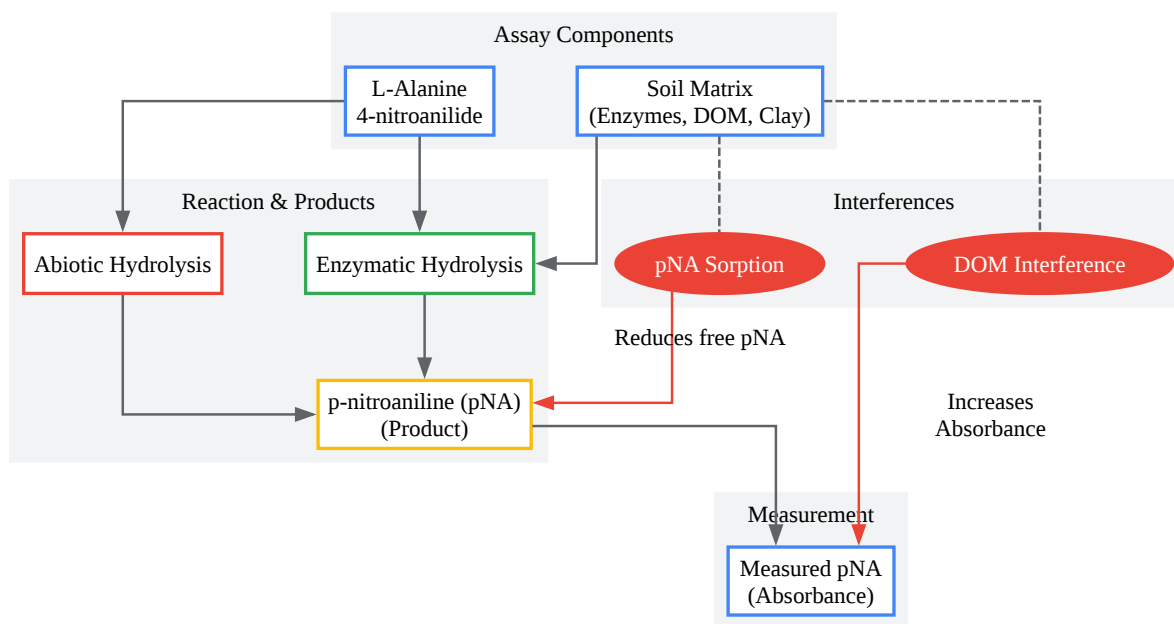 Assay Components
L-Alanine
4-nitroanilide
Soil Matrix
(Enzymes, DOM, Clay)
Reaction & Products
Interferences
Abiotic Hydrolysis
Enzymatic Hydrolysis
pNA Sorption
DOM Interference
Reduces free pNA
p-nitroaniline (pNA)
(Product)
Increases
Absorbance
Measurement
Measured pNA
(Absorbance)